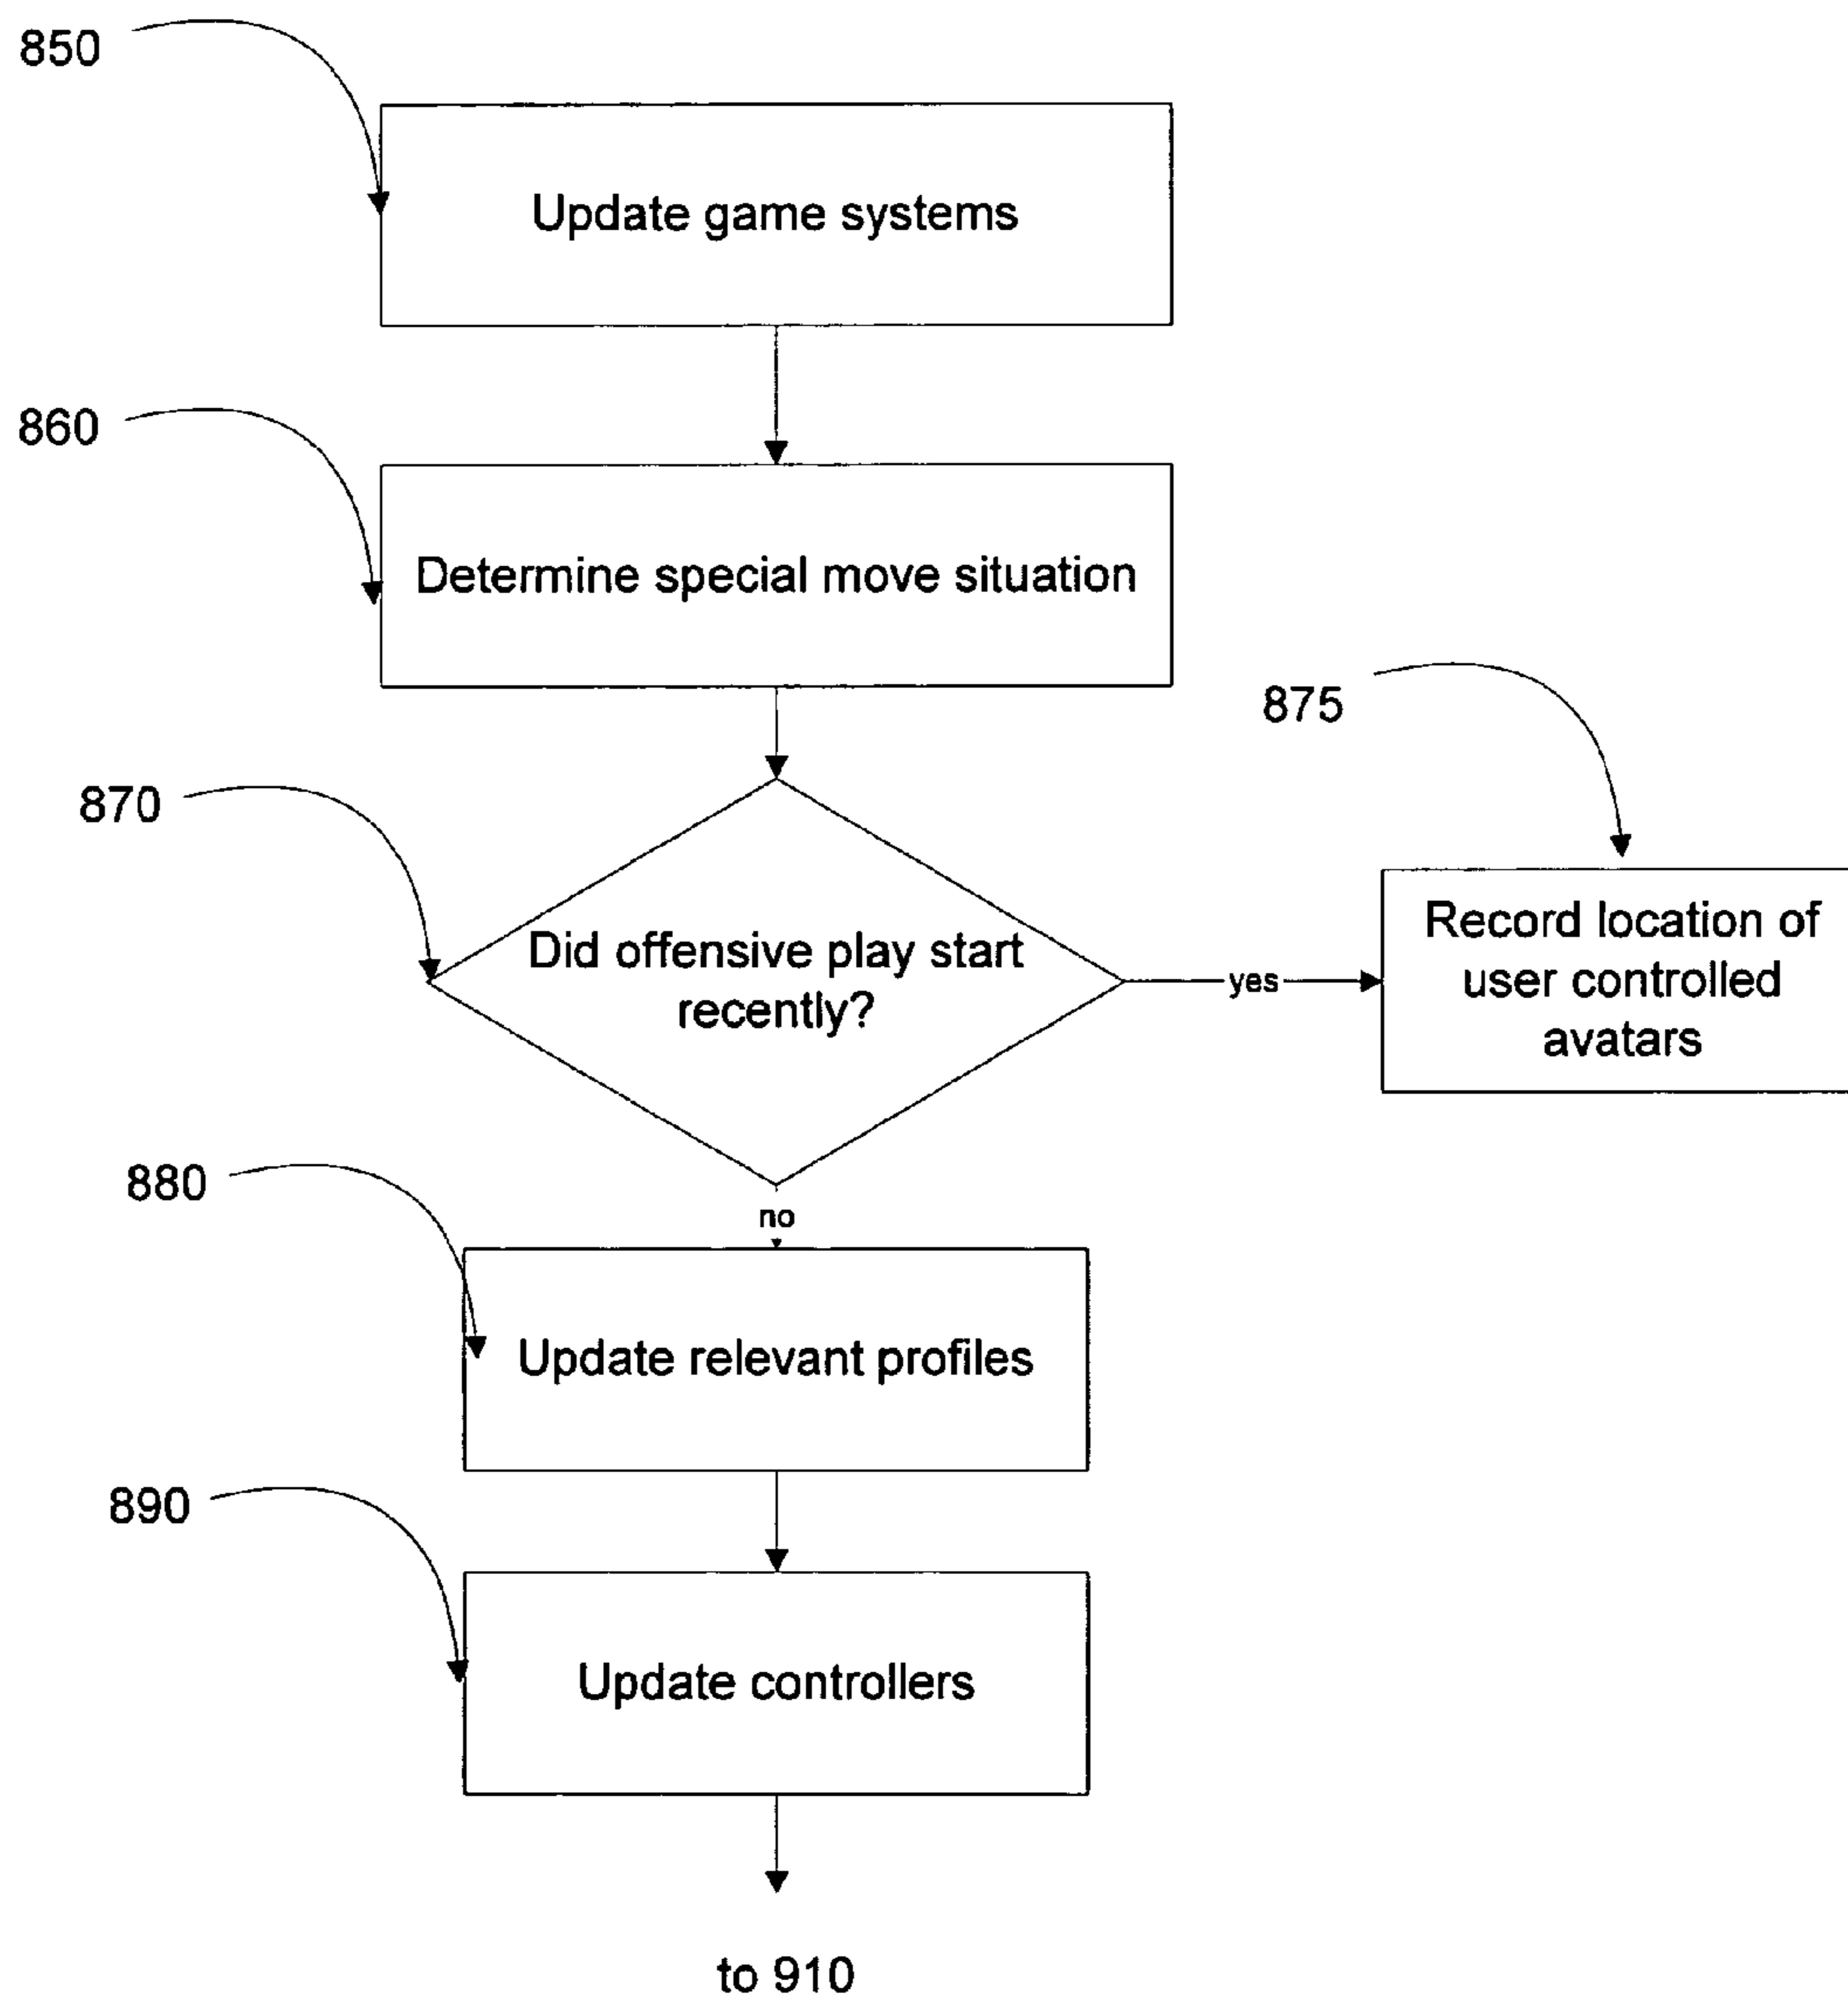 850
Update game systems
860
Determine special move situation
875
870
Record location of
user controlled
avatars
Did offensive play start
recently?
yes
880
no
Update relevant profiles
890
Update controllers
to 910